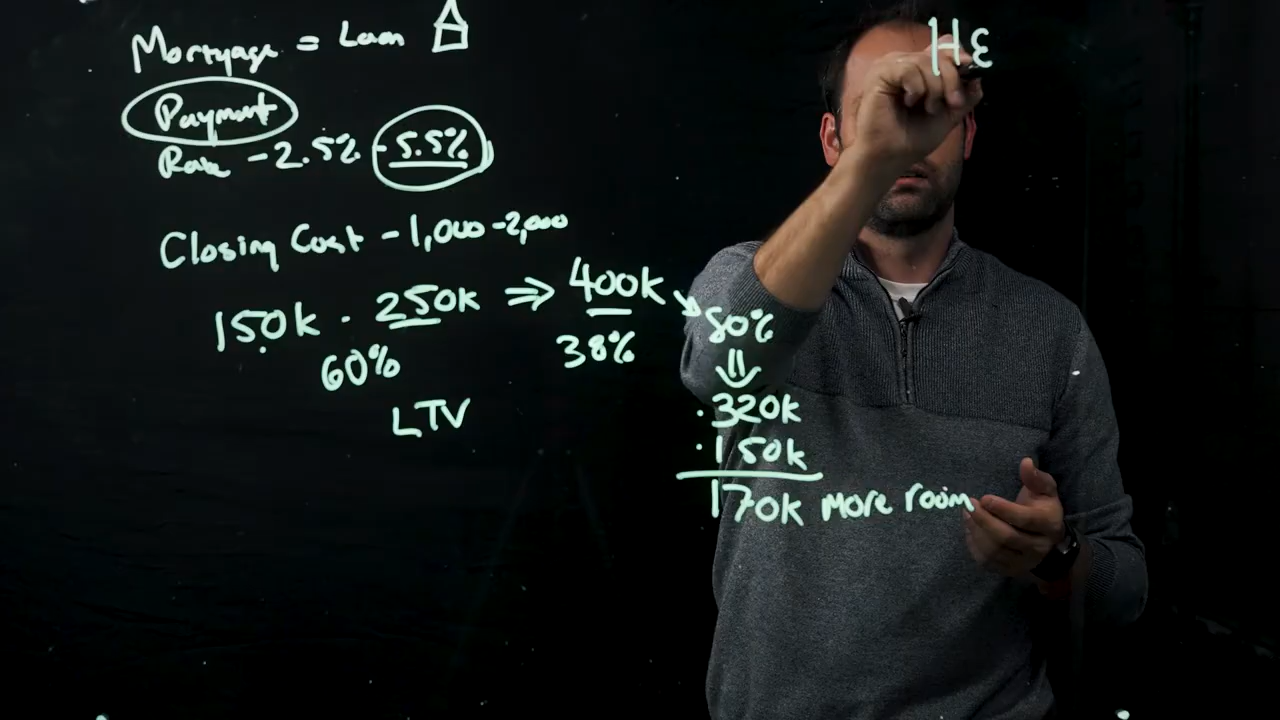 Mortgage = Loan
Payment
Rate - 2.5% - 5.5%
Closing Cost - 1,000 - 2,000
150k · 250k ⇒ 400k
60%
38%
LTV
80%
320k
150k
170k more room
HE